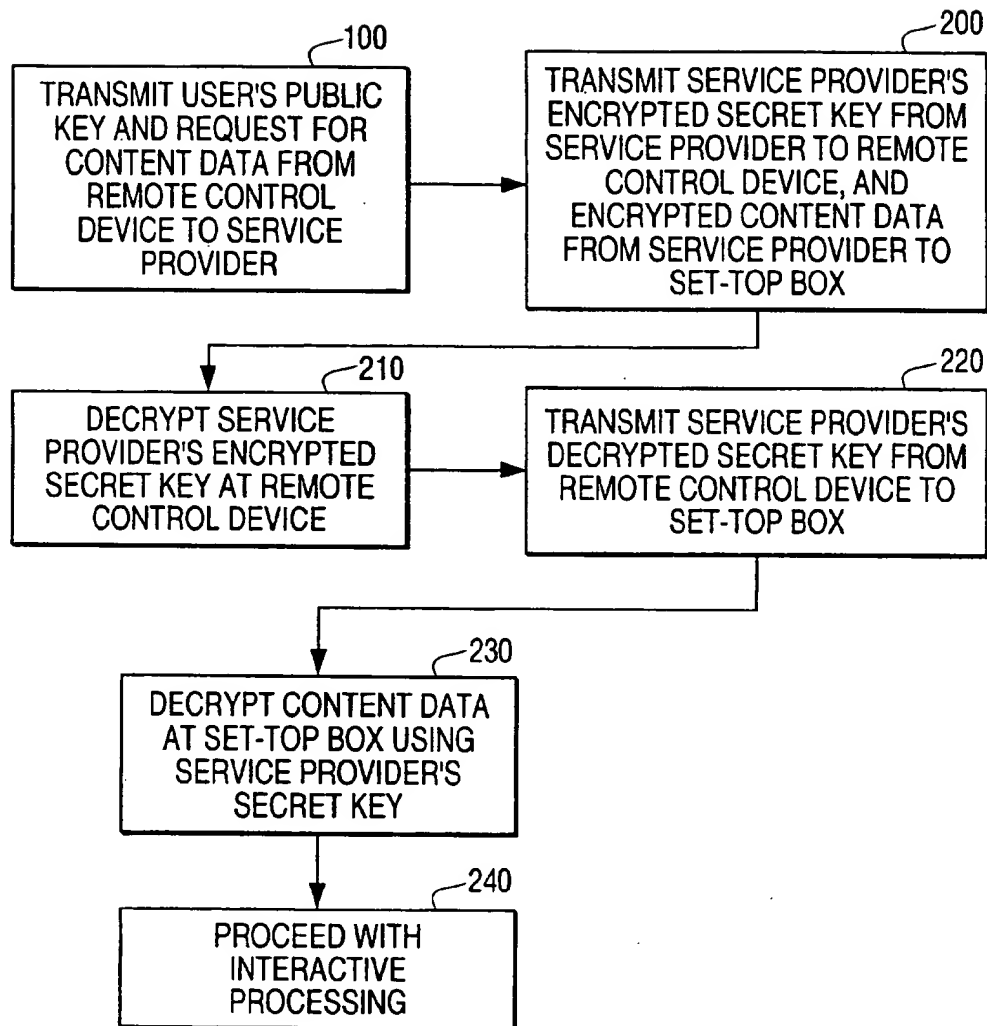 100
TRANSMIT USER'S PUBLIC
KEY AND REQUEST FOR
CONTENT DATA FROM
REMOTE CONTROL
DEVICE TO SERVICE
PROVIDER
200
TRANSMIT SERVICE PROVIDER'S
ENCRYPTED SECRET KEY FROM
SERVICE PROVIDER TO REMOTE
CONTROL DEVICE, AND
ENCRYPTED CONTENT DATA
FROM SERVICE PROVIDER TO
SET-TOP BOX
210
DECRYPT SERVICE
PROVIDER'S ENCRYPTED
SECRET KEY AT REMOTE
CONTROL DEVICE
220
TRANSMIT SERVICE PROVIDER'S
DECRYPTED SECRET KEY FROM
REMOTE CONTROL DEVICE TO
SET-TOP BOX
230
DECRYPT CONTENT DATA
AT SET-TOP BOX USING
SERVICE PROVIDER'S
SECRET KEY
240
PROCEED WITH
INTERACTIVE
PROCESSING